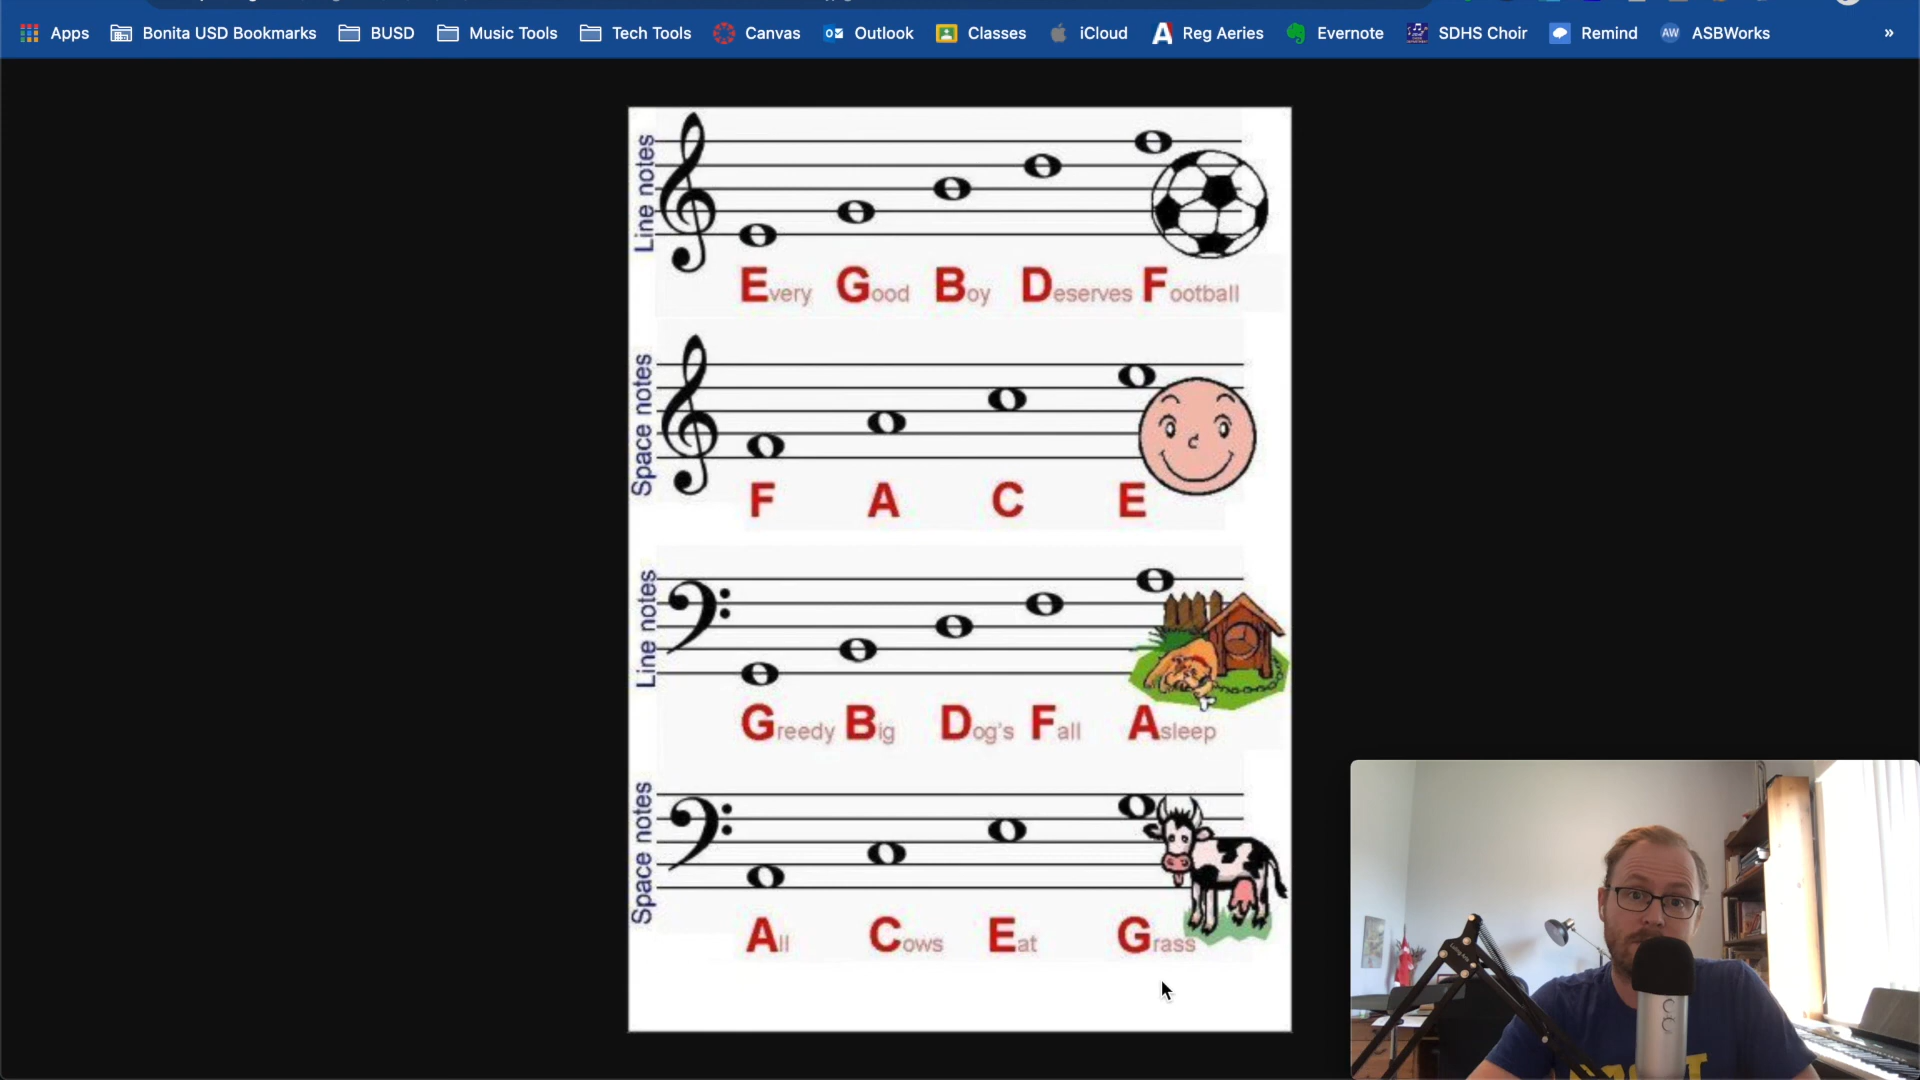 Apps Bonita USD Bookmarks BUSD Music Tools Tech Tools Canvas Outlook Classes iCloud Reg Aeries Evernote SDHS Choir Remind AW ASBWorks »
Line notes
Every Good Boy Deserves Football
Space notes
F A C E
Line notes
Greedy Big Dog's Fall Asleep
Space notes
All Cows Eat Grass